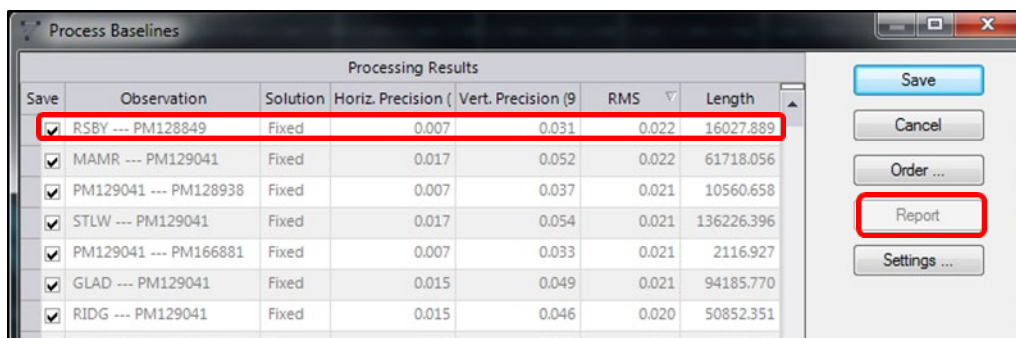 Process Baselines
Processing Results
Save Observation Solution Horiz. Precision ( Vert. Precision (9 RMS Length
RSBY --- PM128849 Fixed 0.007 0.031 0.022 16027.889
MAMR --- PM129041 Fixed 0.017 0.052 0.022 61718.056
PM129041 --- PM128938 Fixed 0.007 0.037 0.021 10560.658
STLW --- PM129041 Fixed 0.017 0.054 0.021 136226.396
PM129041 --- PM166881 Fixed 0.007 0.033 0.021 2116.927
GLAD --- PM129041 Fixed 0.015 0.049 0.021 94185.770
RIDG --- PM129041 Fixed 0.015 0.046 0.020 50852.351
Save
Cancel
Order ...
Report
Settings ...